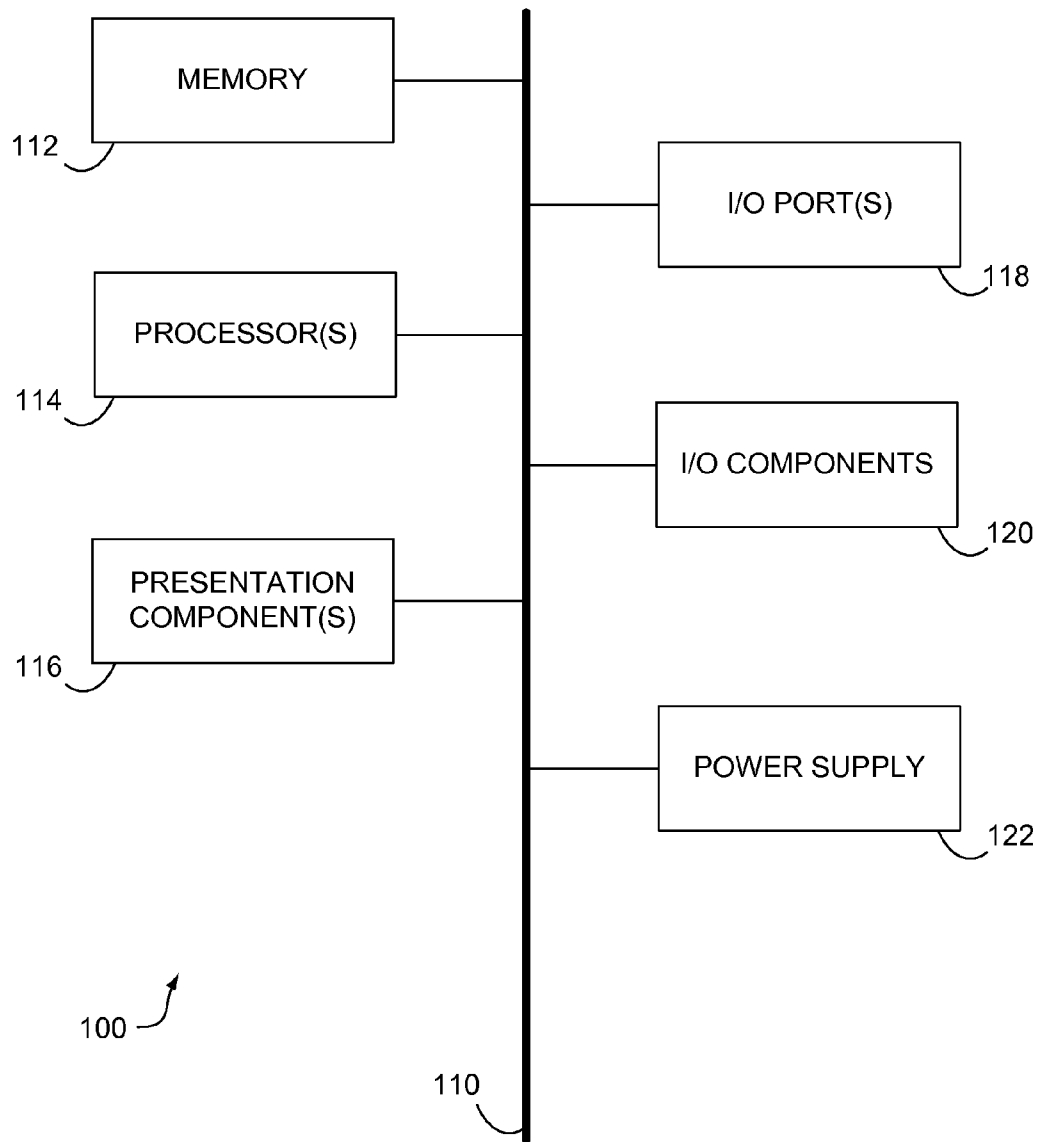 MEMORY
112
I/O PORT(S)
118
PROCESSOR(S)
114
I/O COMPONENTS
120
PRESENTATION
COMPONENT(S)
116
POWER SUPPLY
122
100
110